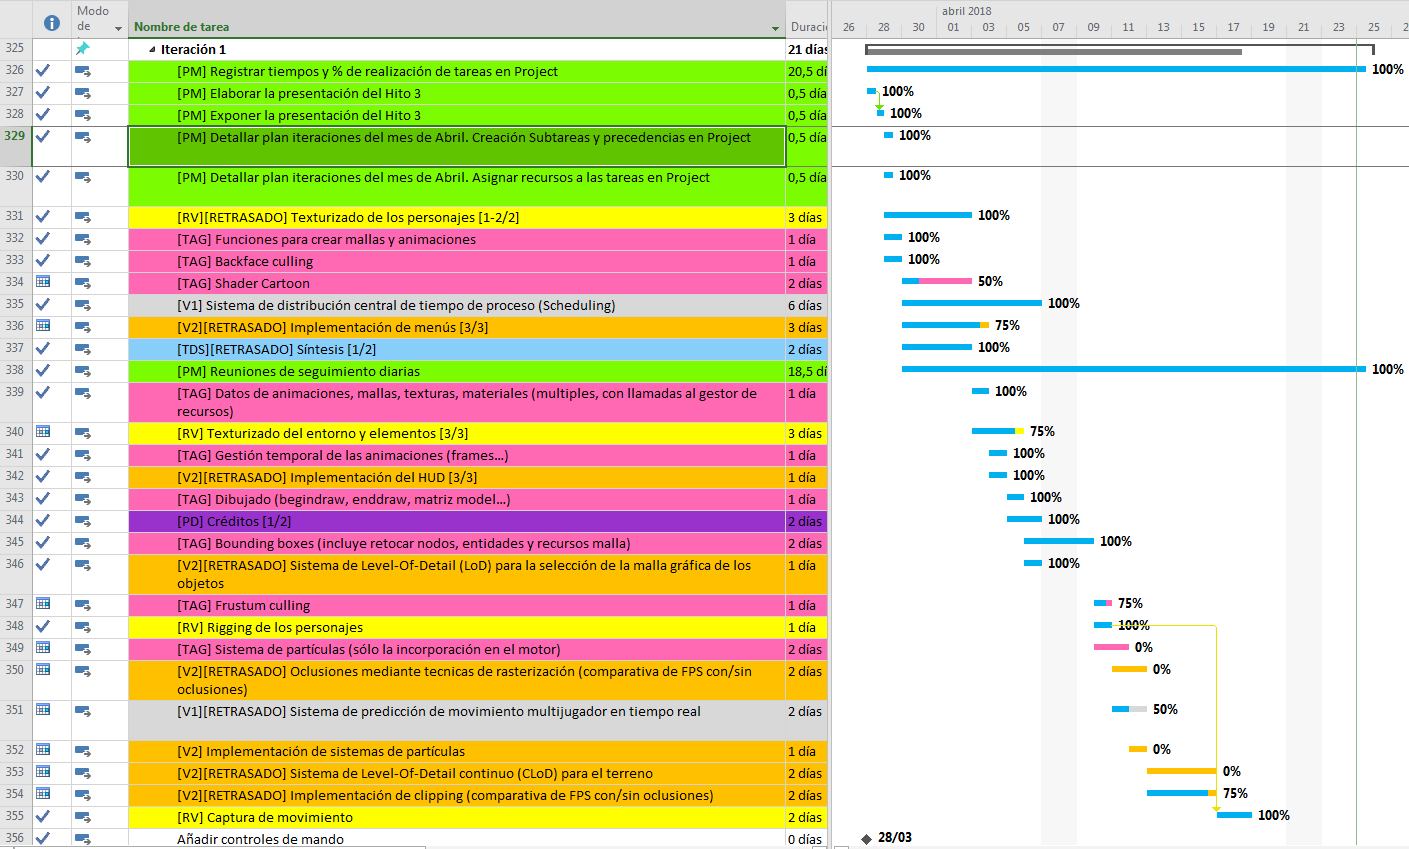 Modo
de
Nombre de tarea
Duració
abril 2018
26 28 30 01 03 05 07 09 11 13 15 17 19 21 23 25 2
325 Iteración 1 21 días
326 [PM] Registrar tiempos y % de realización de tareas en Project 20,5 dí 100%
327 [PM] Elaborar la presentación del Hito 3 0,5 día 100%
328 [PM] Exponer la presentación del Hito 3 0,5 día 100%
329 [PM] Detallar plan iteraciones del mes de Abril. Creación Subtareas y precedencias en Project 0,5 día 100%
330 [PM] Detallar plan iteraciones del mes de Abril. Asignar recursos a las tareas en Project 0,5 día 100%
331 [RV][RETRASADO] Texturizado de los personajes [1-2/2] 3 días 100%
332 [TAG] Funciones para crear mallas y animaciones 1 día 100%
333 [TAG] Backface culling 1 día 100%
334 [TAG] Shader Cartoon 2 días 50%
335 [V1] Sistema de distribución central de tiempo de proceso (Scheduling) 6 días 100%
336 [V2][RETRASADO] Implementación de menús [3/3] 3 días 75%
337 [TDS][RETRASADO] Síntesis [1/2] 2 días 100%
338 [PM] Reuniones de seguimiento diarias 18,5 dí 100%
339 [TAG] Datos de animaciones, mallas, texturas, materiales (multiples, con llamadas al gestor de 1 día 100%
recursos)
340 [RV] Texturizado del entorno y elementos [3/3] 3 días 75%
341 [TAG] Gestión temporal de las animaciones (frames...) 1 día 100%
342 [V2][RETRASADO] Implementación del HUD [3/3] 1 día 100%
343 [TAG] Dibujado (begindraw, enddraw, matriz model...) 1 día 100%
344 [PD] Créditos [1/2] 2 días 100%
345 [TAG] Bounding boxes (incluye retocar nodos, entidades y recursos malla) 2 días 100%
346 [V2][RETRASADO] Sistema de Level-Of-Detail (LoD) para la selección de la malla gráfica de los 1 día 100%
objetos
347 [TAG] Frustum culling 1 día 75%
348 [RV] Rigging de los personajes 1 día 100%
349 [TAG] Sistema de partículas (sólo la incorporación en el motor) 2 días 0%
350 [V2][RETRASADO] Oclusiones mediante tecnicas de rasterización (comparativa de FPS con/sin 2 días 0%
oclusiones)
351 [V1][RETRASADO] Sistema de predicción de movimiento multijugador en tiempo real 2 días 50%
352 [V2] Implementación de sistemas de partículas 1 día 0%
353 [V2][RETRASADO] Sistema de Level-Of-Detail continuo (CLoD) para el terreno 2 días 0%
354 [V2][RETRASADO] Implementación de clipping (comparativa de FPS con/sin oclusiones) 2 días 75%
355 [RV] Captura de movimiento 2 días 100%
356 Añadir controles de mando 0 días 28/03